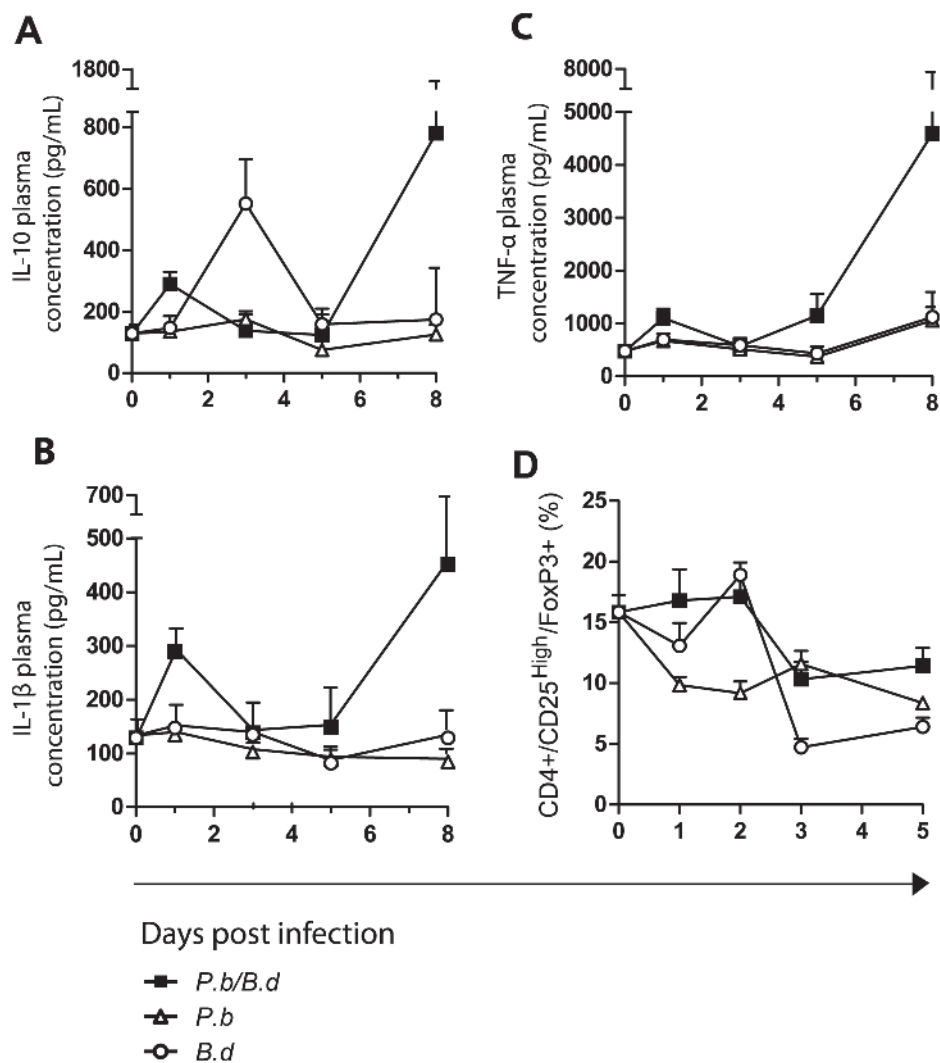 A
IL-10 plasma
concentration (pg/mL)
1800
800
600
400
200
0
0 2 4 6 8
C
TNF-α plasma
concentration (pg/mL)
8000
5000
4000
3000
2000
1000
0
0 2 4 6 8
B
IL-1β plasma
concentration (pg/mL)
700
500
400
300
200
100
0
0 2 4 6 8
D
CD4+/CD25High/FoxP3+ (%)
25
20
15
10
5
0
0 1 2 3 4 5
Days post infection
P.b/B.d
P.b
B.d